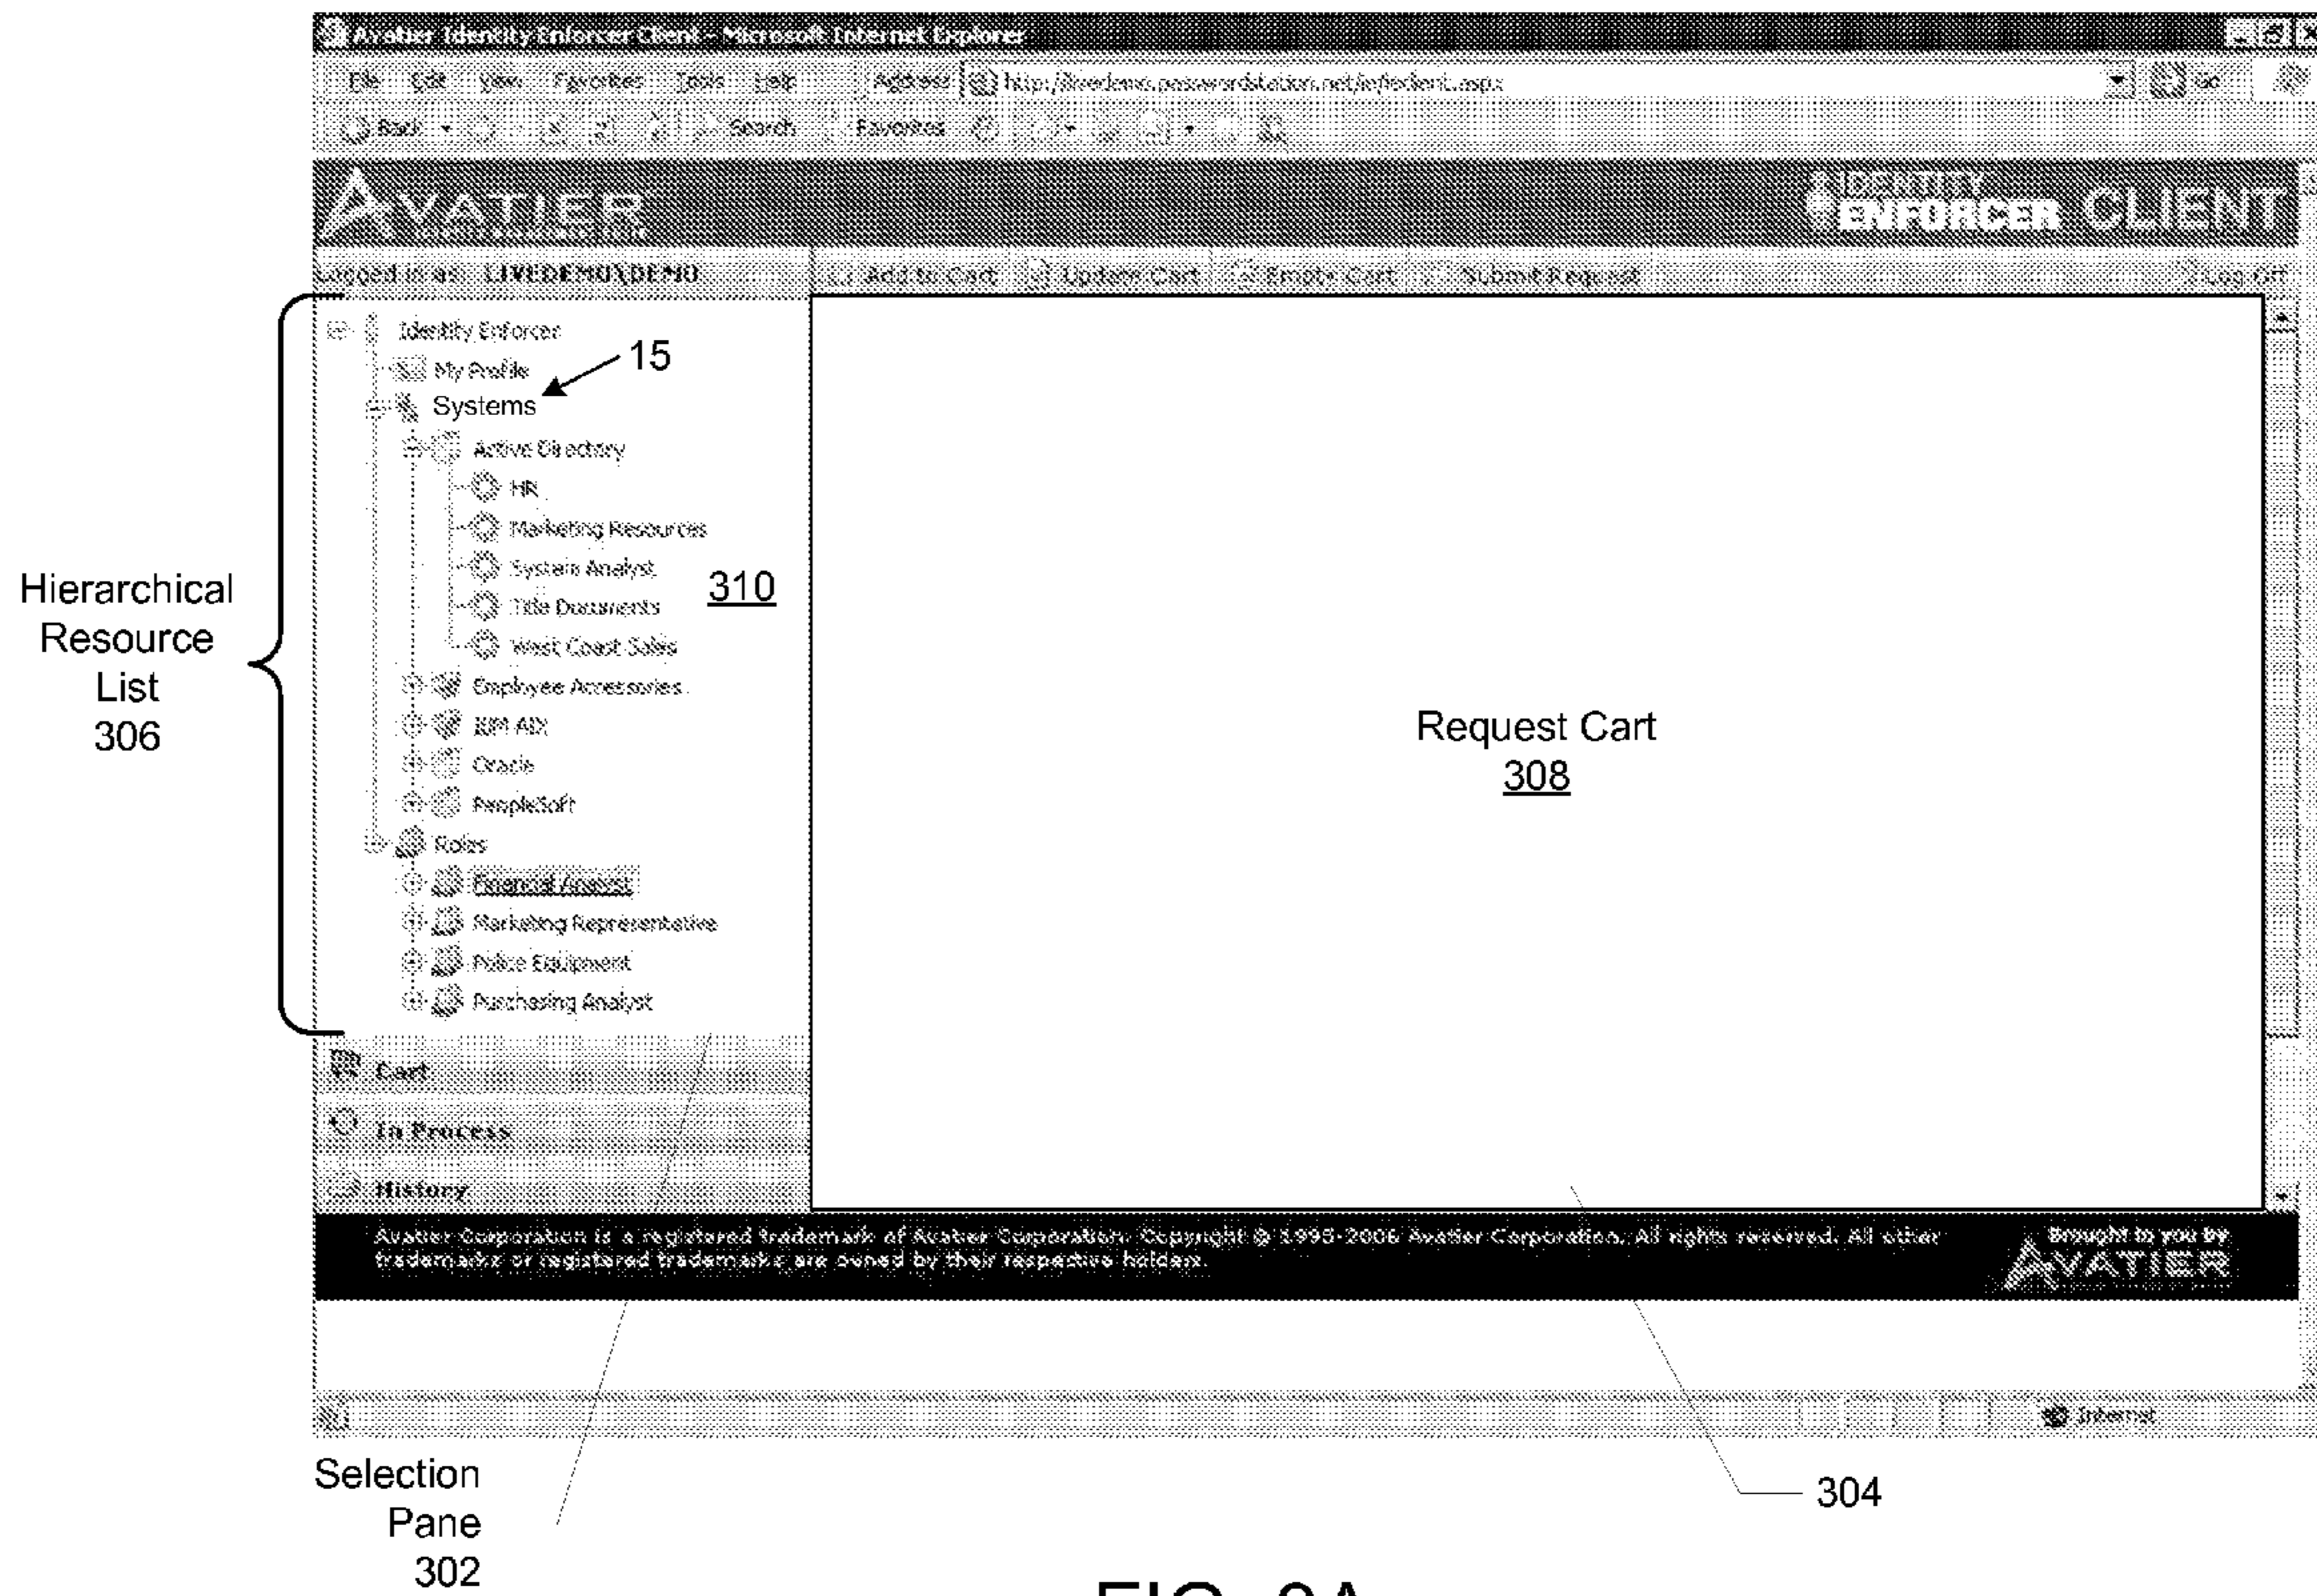 Avatier Identity Enforcer Client - Microsoft Internet Explorer
File Edit View Favorites Tools Help Address
Back Search Favorites
AVATIER
IDENTITY ENFORCER CLIENT
Logged in as: LIVEDEMO\DEMO
Add to Cart Update Cart Empty Cart Submit Request Log Off
Identity Enforcer
My Profile
15
Systems
Active Directory
HR
Marketing Resources
System Analyst
310
Title Documents
West Coast Sales
Employee Accessories
IBM AIX
Oracle
PeopleSoft
Roles
Financial Analyst
Marketing Representative
Police Equipment
Purchasing Analyst
Hierarchical
Resource
List
306
Request Cart
308
Cart
In Process
History
Avatier Corporation is a registered trademark of Avatier Corporation. Copyright © 1995-2006 Avatier Corporation. All rights reserved. All other
trademarks or registered trademarks are owned by their respective holders.
Brought to you by
AVATIER
Internet
Selection
Pane
302
304